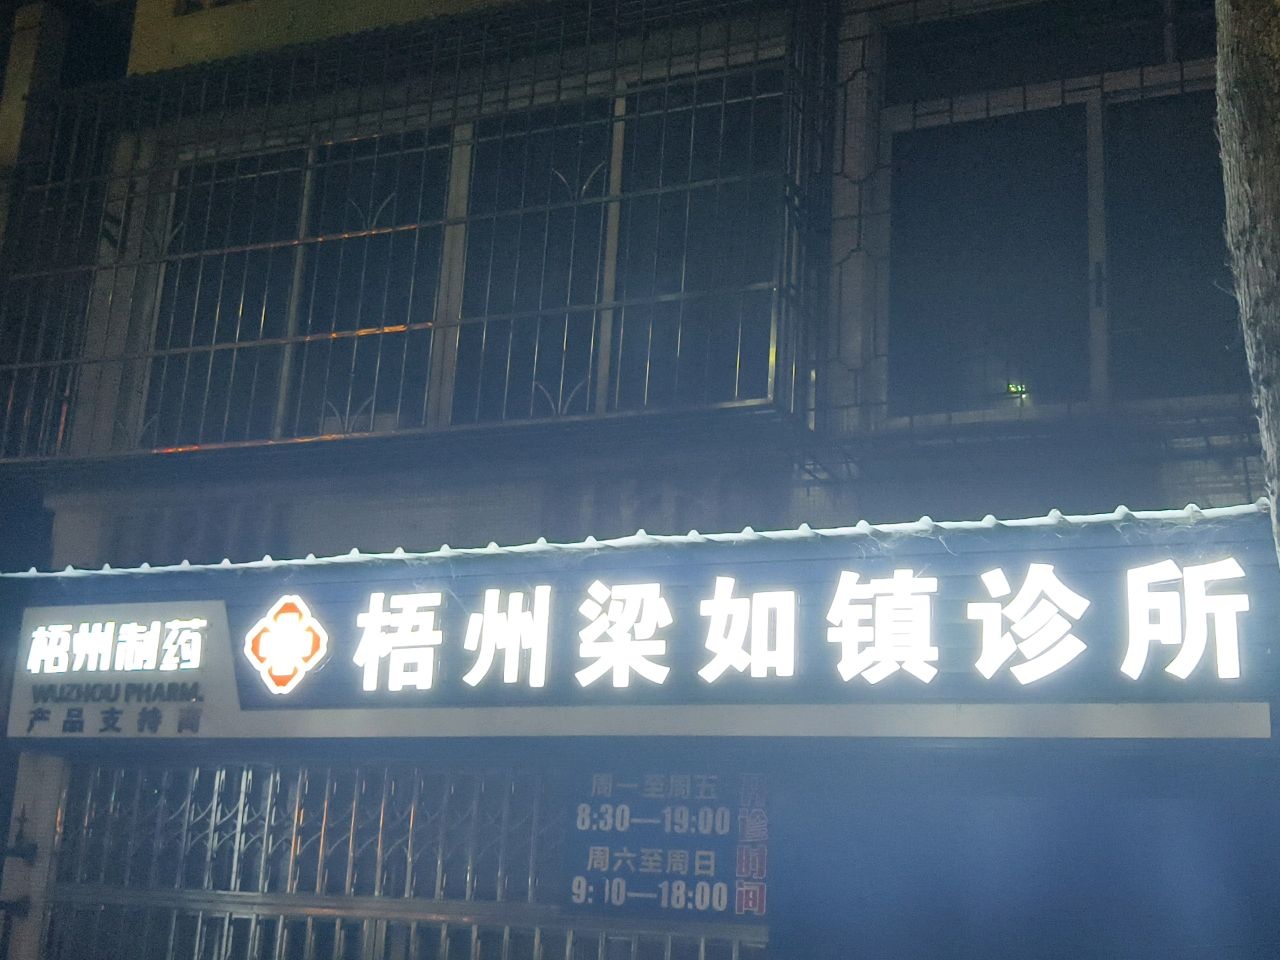 梧州制药
WUZHOU PHARM.
产品支持商
梧州梁如镇诊所
周一至周五
8:30—19:00
周六至周日
—18:00
诊时间